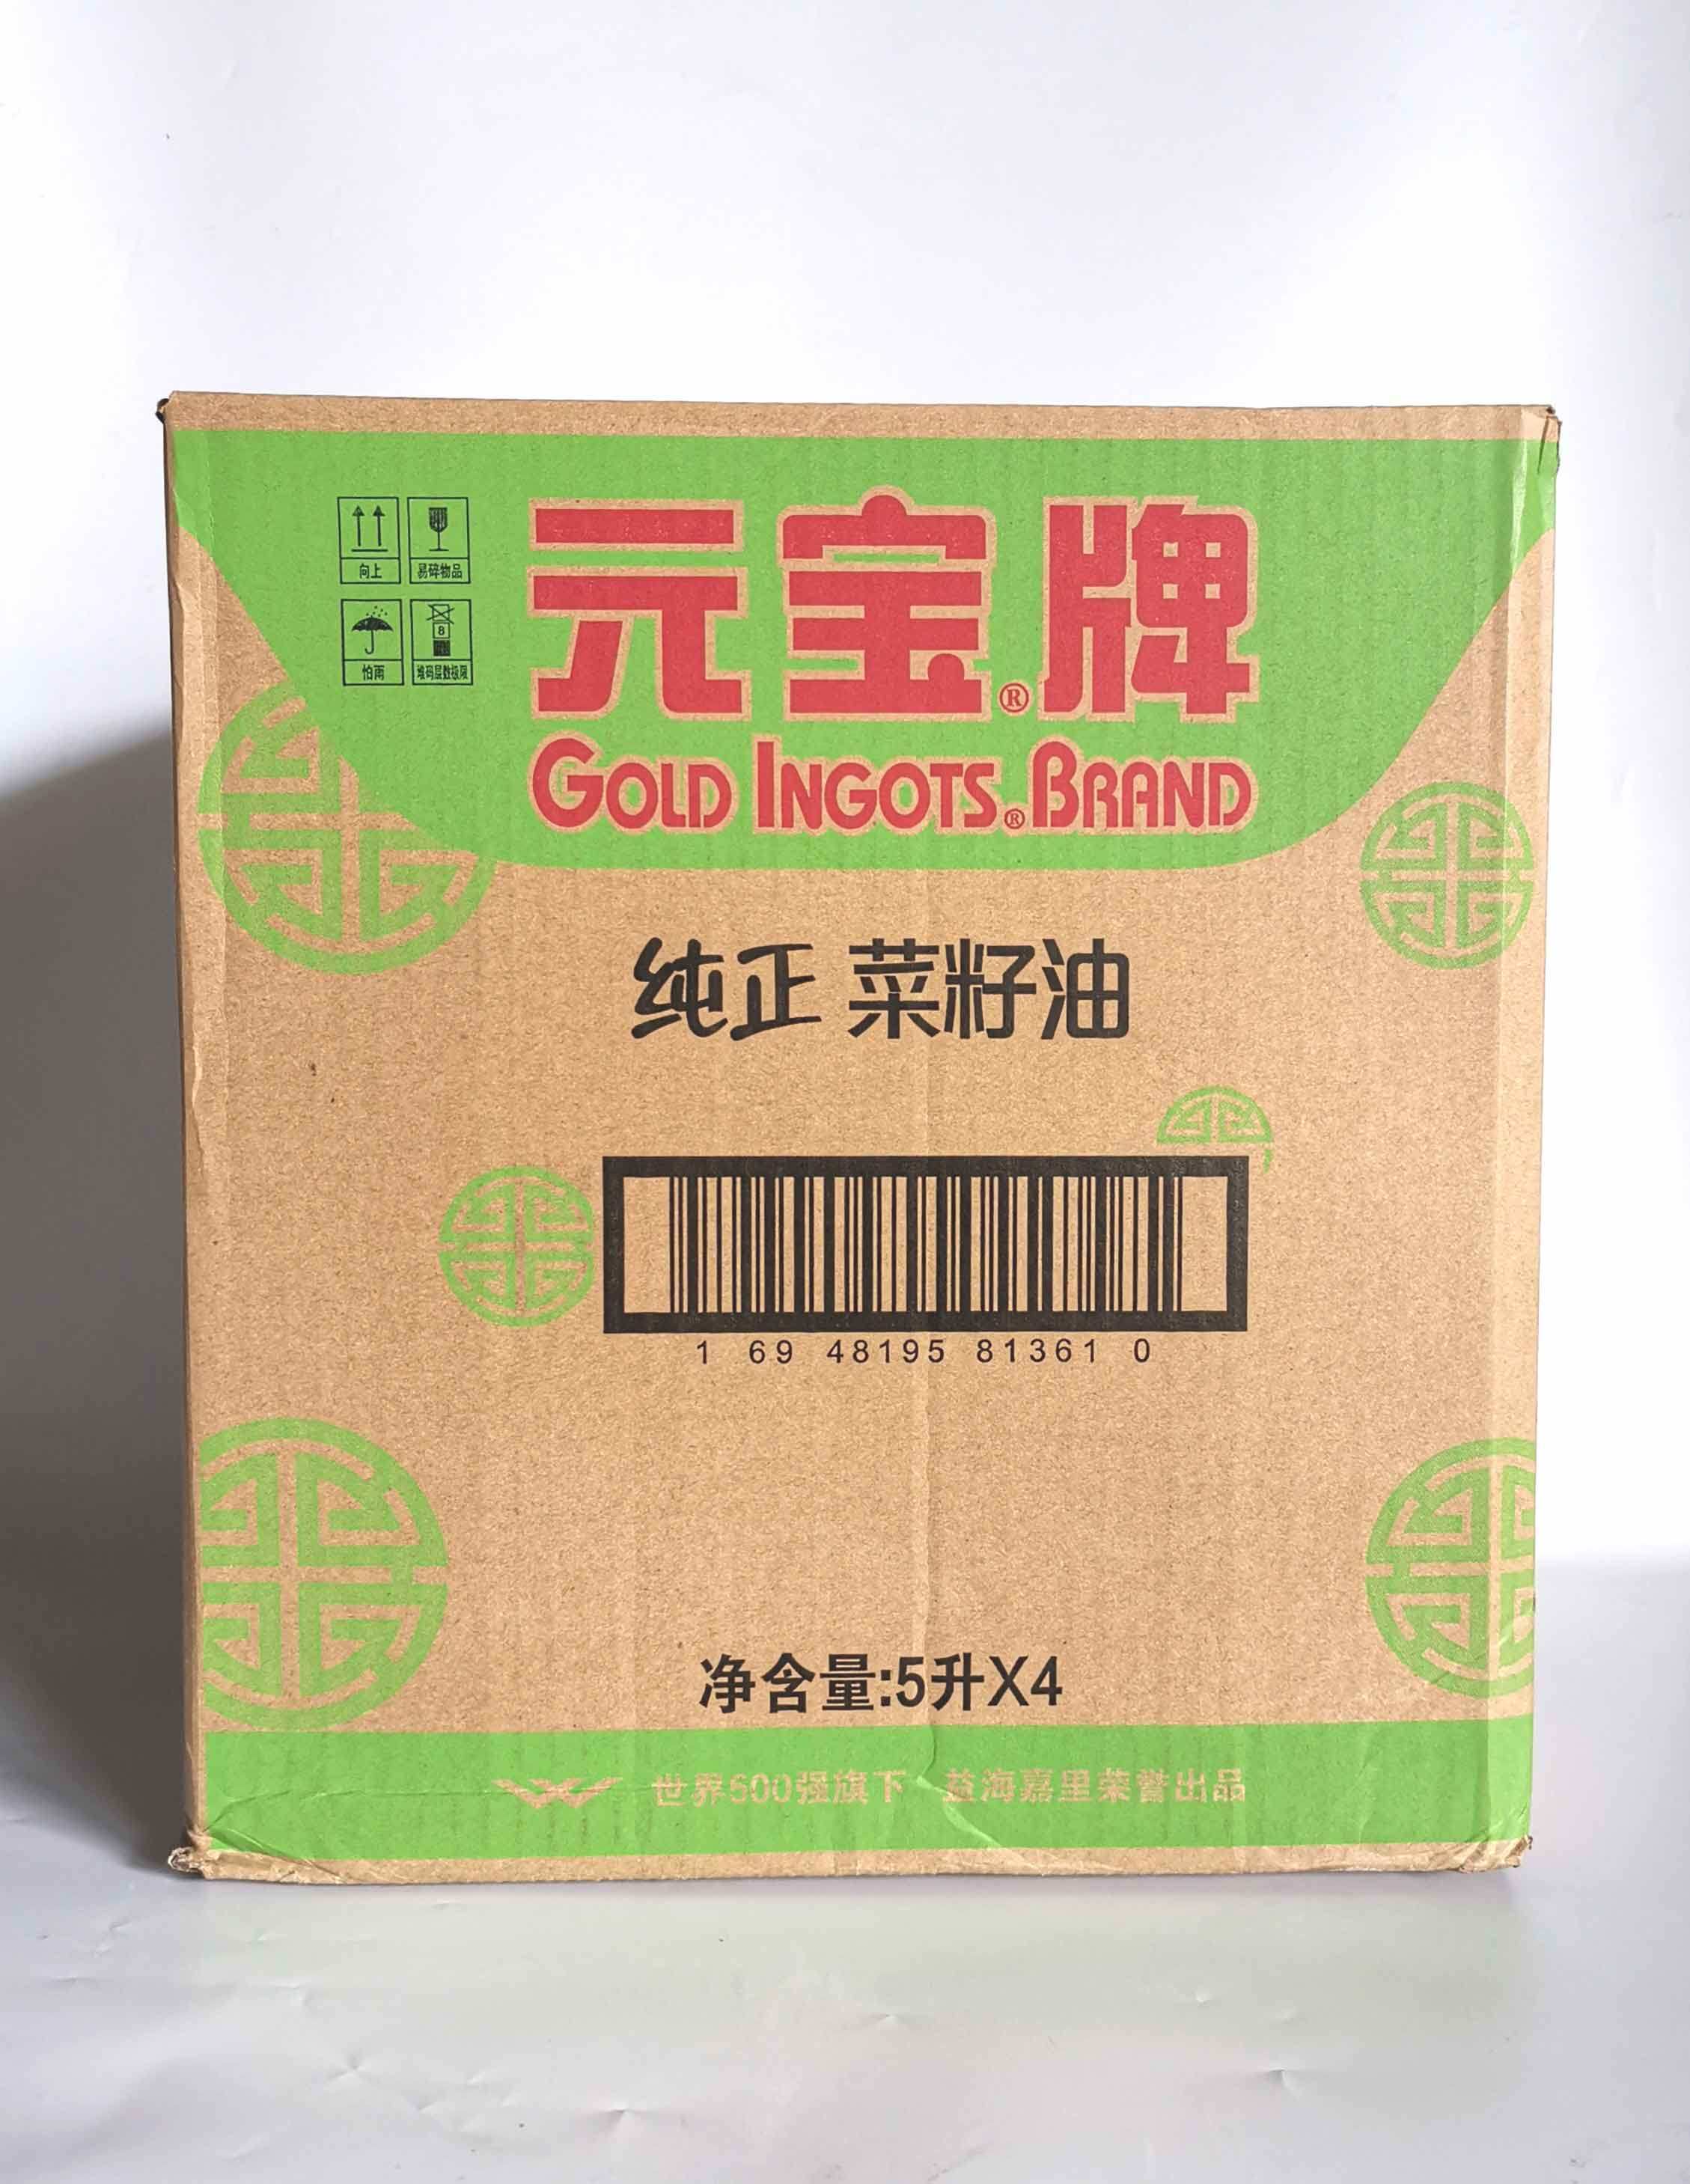 向上
易碎物品
怕雨
8
堆码层数极限
元宝®牌
GOLD INGOTS®BRAND
纯正 菜籽油
1 69 48195 81361 0
净含量:5升X4
世界500强旗下 益海嘉里荣誉出品